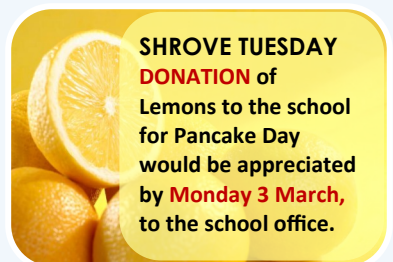 SHROVE TUESDAY
DONATION of
Lemons to the school
for Pancake Day
would be appreciated
by Monday 3 March,
to the school office.